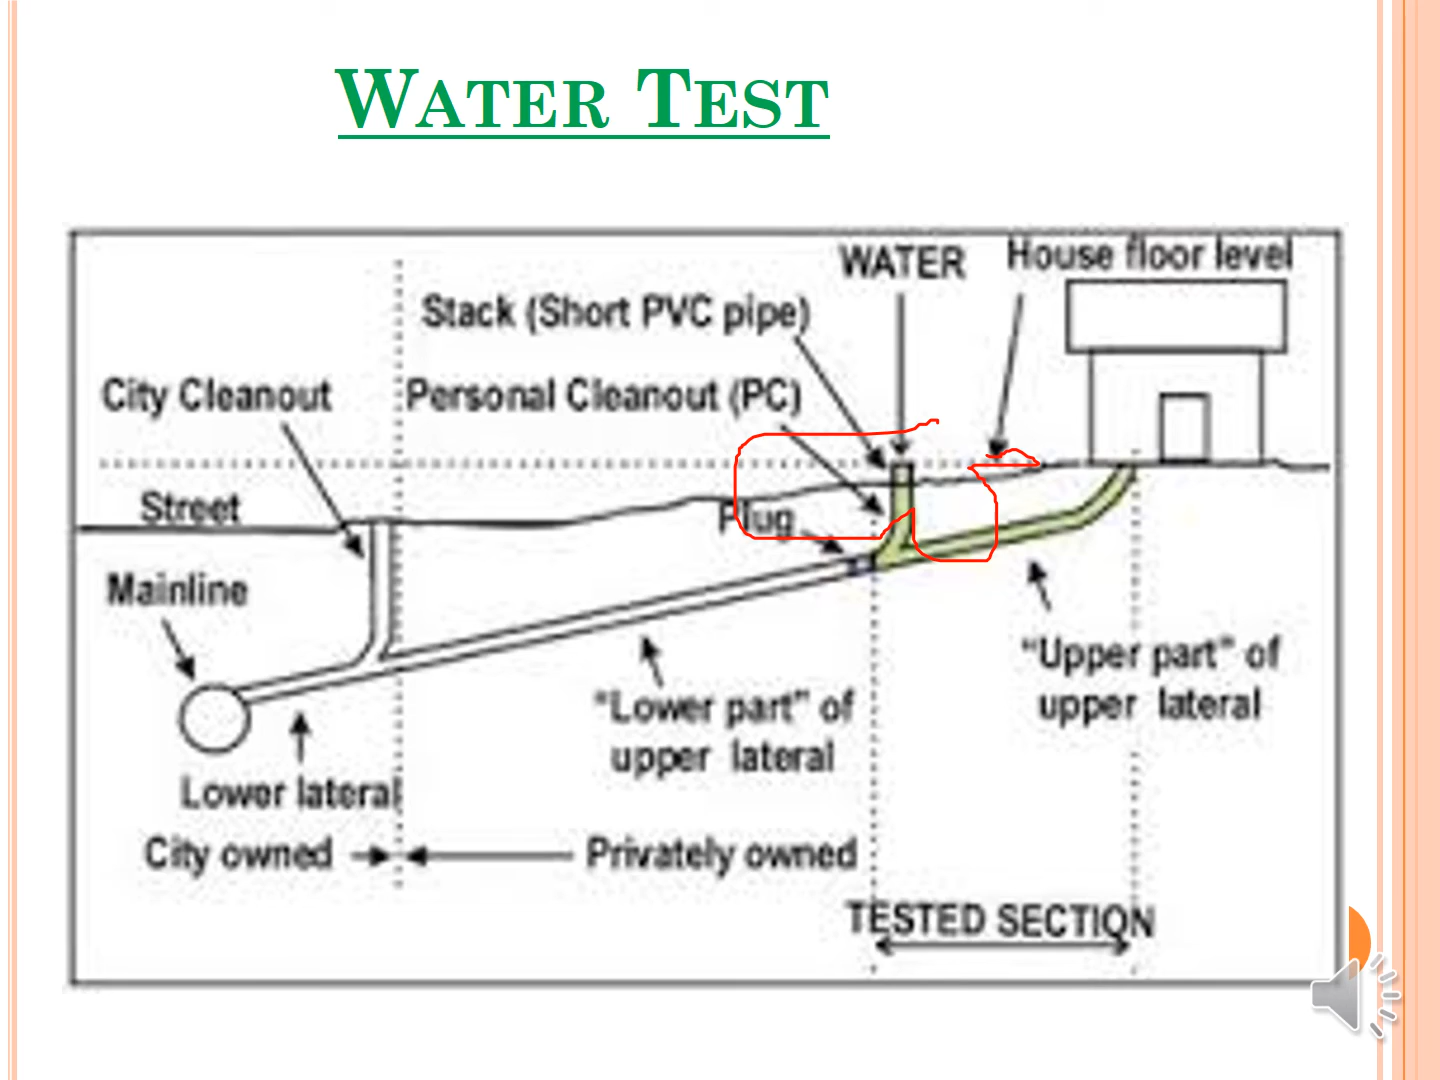 WATER TEST
WATER
House floor level
Stack (Short PVC pipe)
City Cleanout
Personal Cleanout (PC)
Street
Plug
Mainline
"Upper part" of
upper lateral
"Lower part" of
upper lateral
Lower lateral
City owned
Privately owned
TESTED SECTION